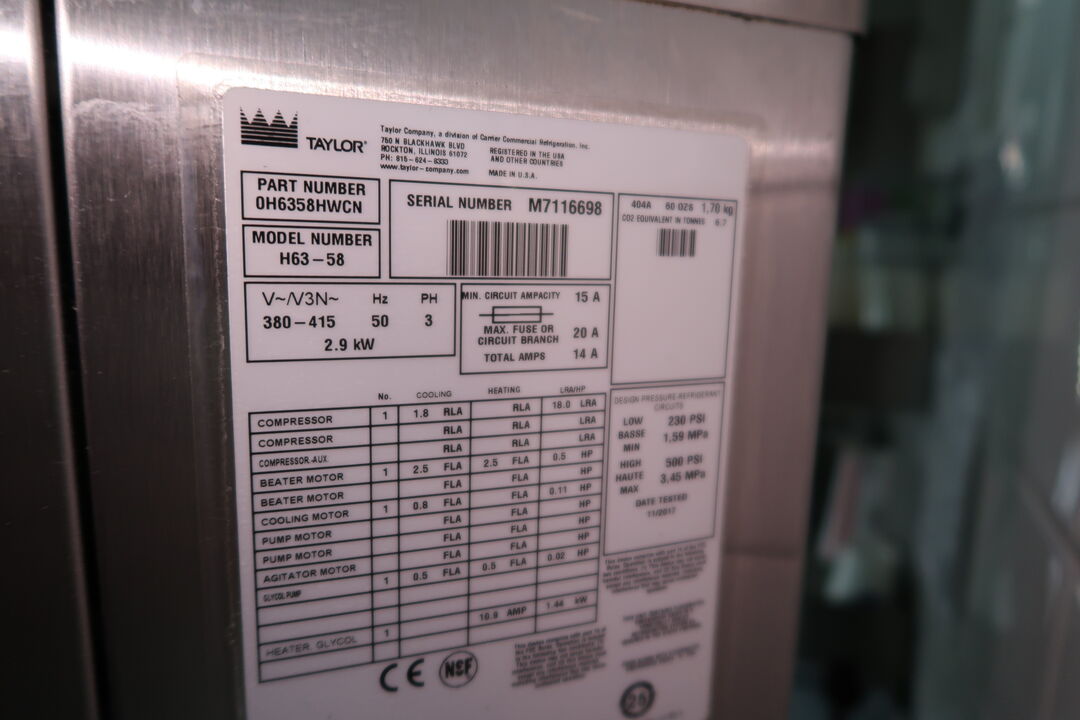 TAYLOR®
Taylor Company, a division of Carrier Commercial Refrigeration, Inc.
750 N BLACKHAWK BLVD
ROCKTON, ILLINOIS 61072
PH: 815-624-8333
www.taylor-company.com
REGISTERED IN THE USA
AND OTHER COUNTRIES
MADE IN U.S.A.
PART NUMBER
0H6358HWCN
MODEL NUMBER
H63-58
SERIAL NUMBER M7116698
404A 60 oz 1,70 kg
CO2 EQUIVALENT IN TONNES 6.7
V~/V3N~ Hz PH
380-415 50 3
2.9 kW
MIN. CIRCUIT AMPACITY 15 A
MAX. FUSE OR
CIRCUIT BRANCH 20 A
TOTAL AMPS 14 A
No. COOLING HEATING LRA/HP
COMPRESSOR 1 1.8 RLA RLA 18.0 LRA
COMPRESSOR RLA RLA LRA
COMPRESSOR-AUX. RLA RLA LRA
BEATER MOTOR 1 2.5 FLA 2.5 FLA 0.5 HP
BEATER MOTOR FLA FLA HP
COOLING MOTOR 1 0.8 FLA FLA 0.11 HP
PUMP MOTOR FLA FLA HP
PUMP MOTOR FLA FLA HP
AGITATOR MOTOR FLA FLA HP
GLYCOL PUMP 1 0.5 FLA 0.5 FLA 0.02 HP
HEATER, GLYCOL 1 10.9 AMP 1.44 kW
DESIGN PRESSURE-REFRIGERANT
CIRCUITS
LOW 230 PSI
BASSE 1,59 MPa
MIN
HIGH 500 PSI
HAUTE 3,45 MPa
MAX
DATE TESTED
11/2017
CE NSF